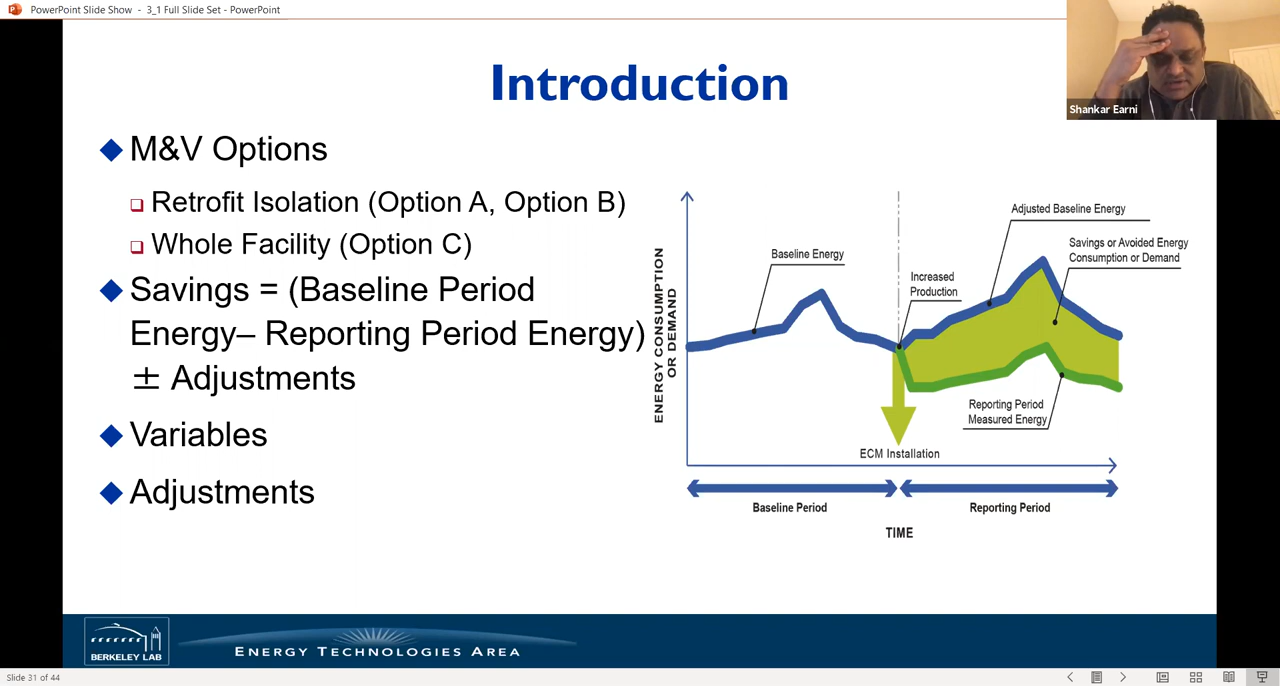 PowerPoint Slide Show - 3_1 Full Slide Set - PowerPoint
Shankar Earni
Introduction
M&V Options
Retrofit Isolation (Option A, Option B)
Whole Facility (Option C)
Savings = (Baseline Period
Energy– Reporting Period Energy)
± Adjustments
Variables
Adjustments
ENERGY CONSUMPTION
OR DEMAND
Baseline Energy
Increased
Production
Adjusted Baseline Energy
Savings or Avoided Energy
Consumption or Demand
Reporting Period
Measured Energy
ECM Installation
Baseline Period
Reporting Period
TIME
BERKELEY LAB
ENERGY TECHNOLOGIES AREA
Slide 31 of 44